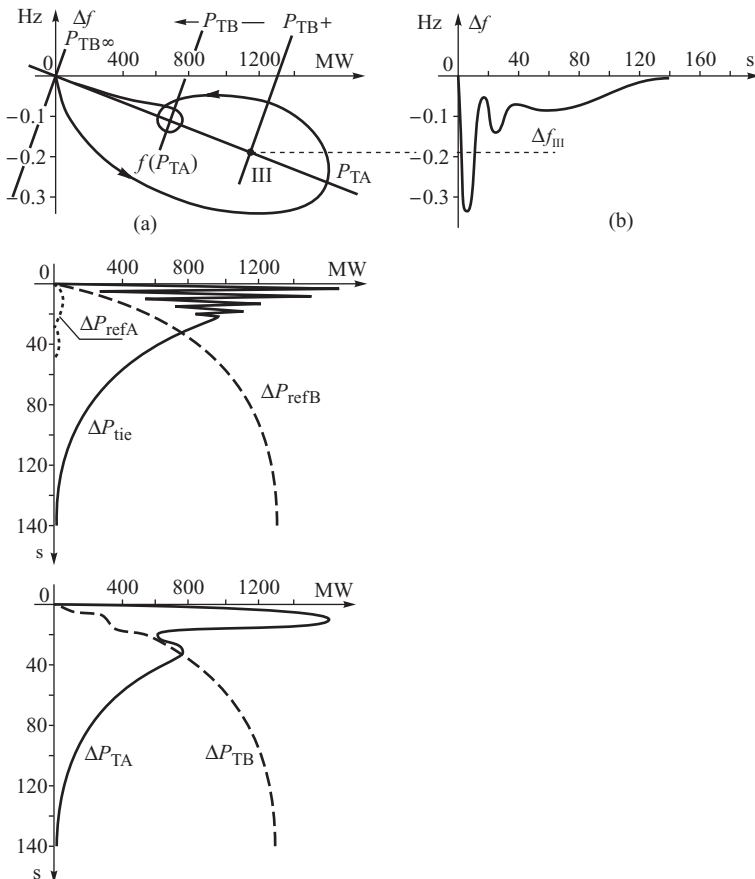 Hz Δf P_TB− P_TB+
P_TB∞ MW
0 400 800 1200
−0.1
−0.2
−0.3
f(P_TA) III P_TA
(a)
Hz Δf
0 40 80 120 160 s
−0.1
−0.2
−0.3
Δf_III
(b)
0 400 800 1200 MW
ΔP_refA
40
ΔP_refB
80
ΔP_tie
120
140
s
0 400 800 1200 MW
40
80
ΔP_TA ΔP_TB
120
140
s